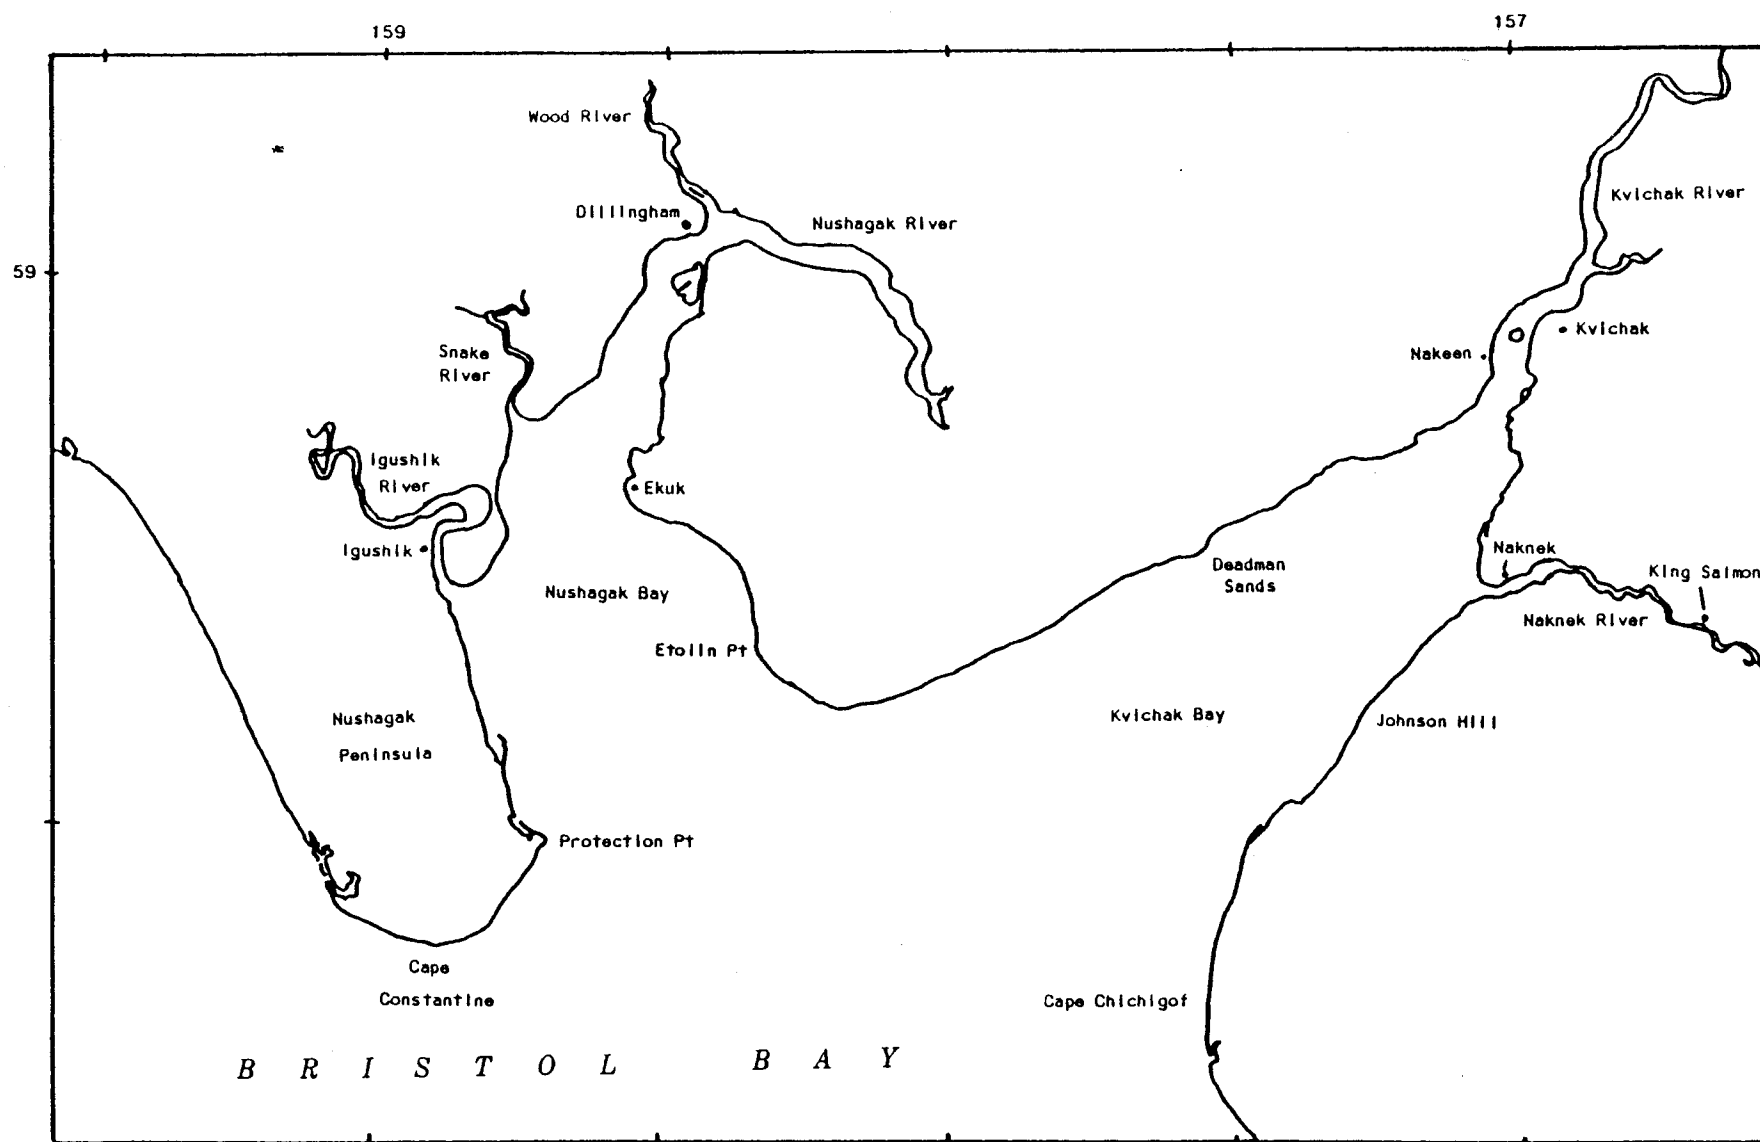 159
157
Wood River
Kvichak River
Dillingham
Nushagak River
59
Kvichak
Snake
River
Nakeen
Igushik
River
Ekuk
Igushik
Naknek
Deadman
Sands
King Salmon
Nushagak Bay
Naknek River
Etolin Pt
Nushagak
Peninsula
Kvichak Bay
Johnson Hill
Protection Pt
Cape
Constantine
Cape Chichigof
BRISTOL BAY